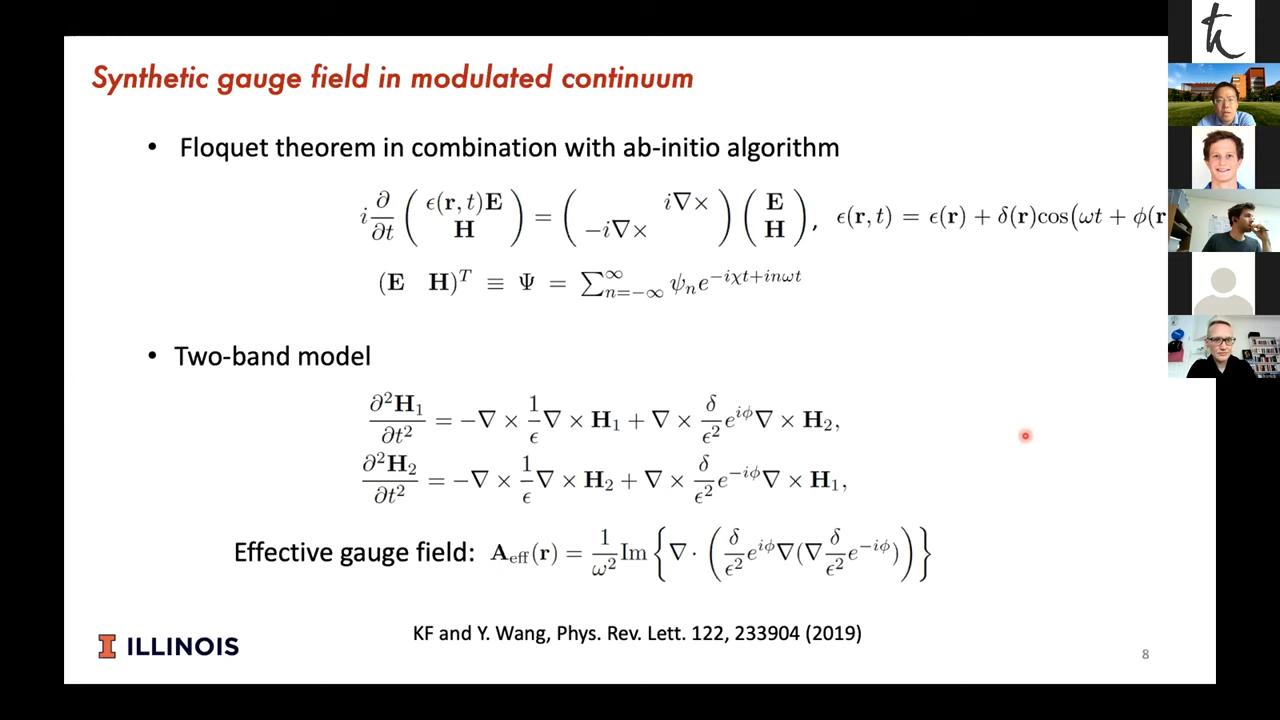 Synthetic gauge field in modulated continuum
• Floquet theorem in combination with ab-initio algorithm
i ∂/∂t ( ϵ(r, t)E H ) = ( i∇× −i∇× ) ( E H ), ϵ(r, t) = ϵ(r) + δ(r)cos(ωt + ϕ(r
(E H)^T ≡ Ψ = ∑_{n=−∞}^{∞} ψ_n e^{−iχt+inωt}
• Two-band model
∂²H₁/∂t² = −∇ × 1/ϵ ∇ × H₁ + ∇ × δ/ϵ² e^{iϕ} ∇ × H₂,
∂²H₂/∂t² = −∇ × 1/ϵ ∇ × H₂ + ∇ × δ/ϵ² e^{−iϕ} ∇ × H₁,
Effective gauge field: A_eff(r) = 1/ω² Im { ∇· ( δ/ϵ² e^{iϕ} ∇(∇ δ/ϵ² e^{−iϕ}) ) }
KF and Y. Wang, Phys. Rev. Lett. 122, 233904 (2019)
I ILLINOIS
8